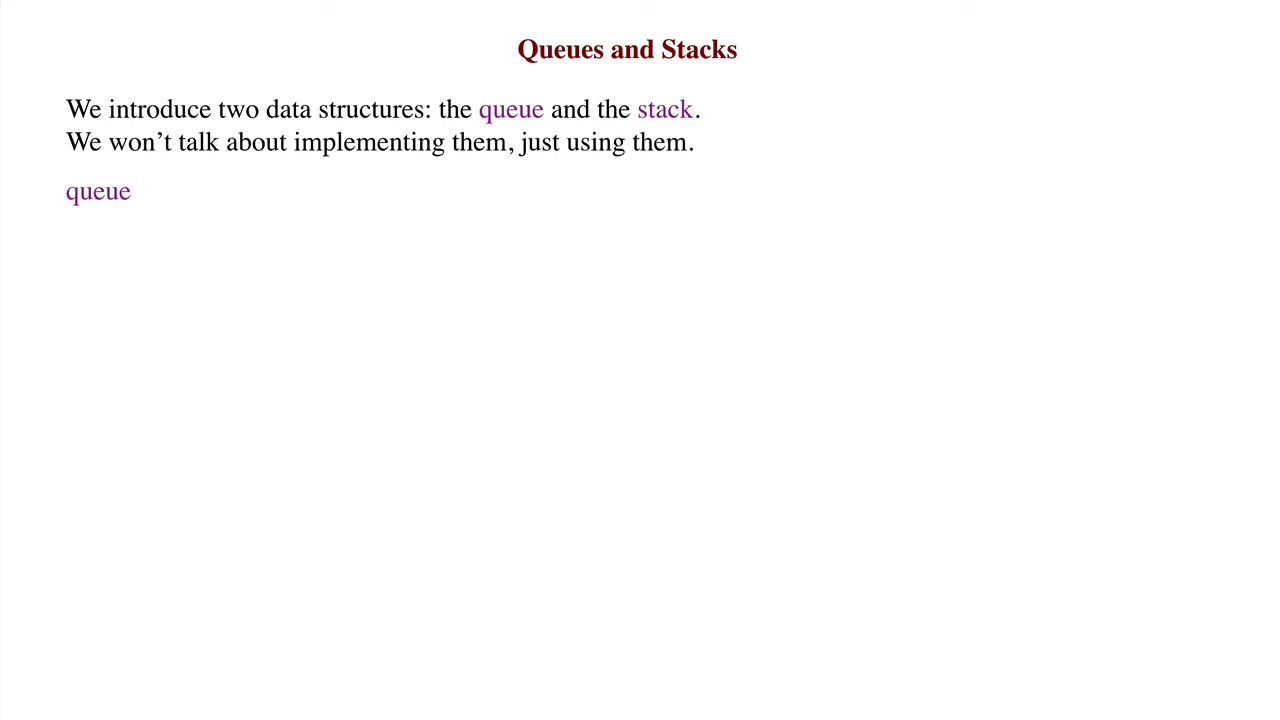 Queues and Stacks
We introduce two data structures: the queue and the stack.
We won’t talk about implementing them, just using them.
queue